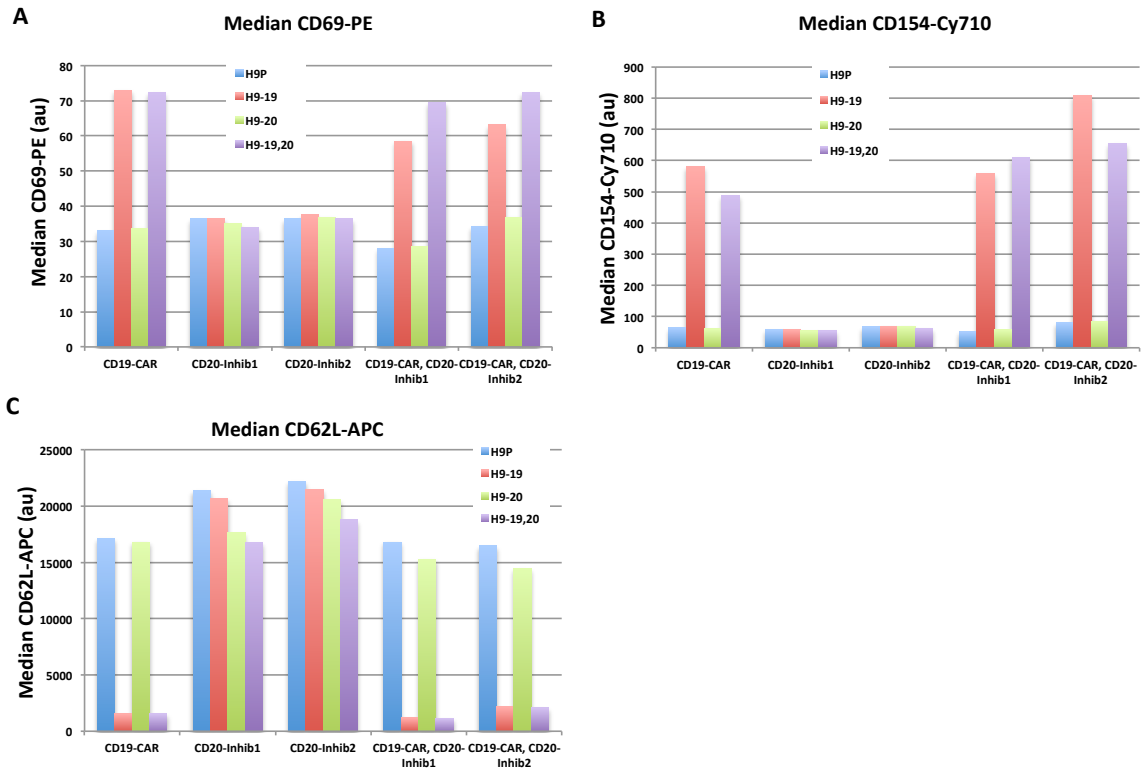 A
Median CD69-PE
Median CD69-PE (au)
80
70
60
50
40
30
20
10
0
H9P
H9-19
H9-20
H9-19,20
CD19-CAR
CD20-Inhib1
CD20-Inhib2
CD19-CAR, CD20-
Inhib1
CD19-CAR, CD20-
Inhib2
B
Median CD154-Cy710
Median CD154-Cy710 (au)
900
800
700
600
500
400
300
200
100
0
H9P
H9-19
H9-20
H9-19,20
CD19-CAR
CD20-Inhib1
CD20-Inhib2
CD19-CAR, CD20-
Inhib1
CD19-CAR, CD20-
Inhib2
C
Median CD62L-APC
Median CD62L-APC (au)
25000
20000
15000
10000
5000
0
H9P
H9-19
H9-20
H9-19,20
CD19-CAR
CD20-Inhib1
CD20-Inhib2
CD19-CAR, CD20-
Inhib1
CD19-CAR, CD20-
Inhib2